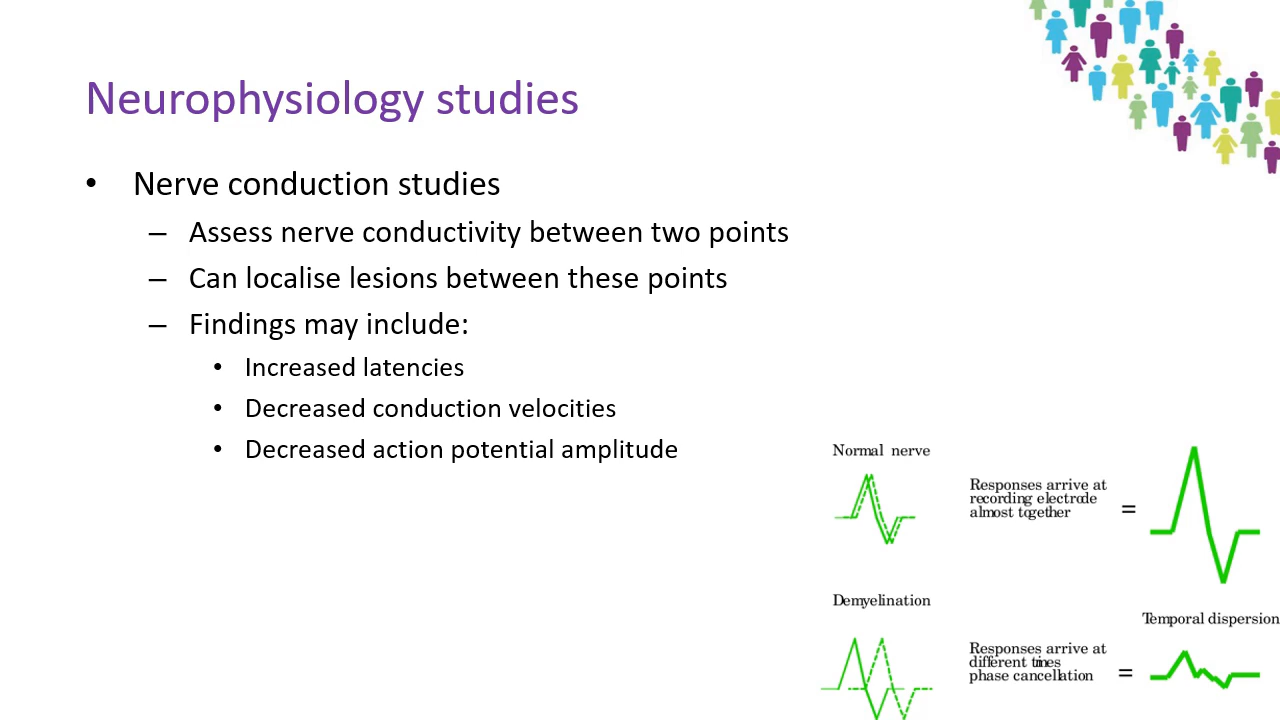 Neurophysiology studies
• Nerve conduction studies
– Assess nerve conductivity between two points
– Can localise lesions between these points
– Findings may include:
• Increased latencies
• Decreased conduction velocities
• Decreased action potential amplitude
Normal nerve
Responses arrive at
recording electrode
almost together
=
Demyelination
Responses arrive at
different times
phase cancellation
=
Temporal dispersion